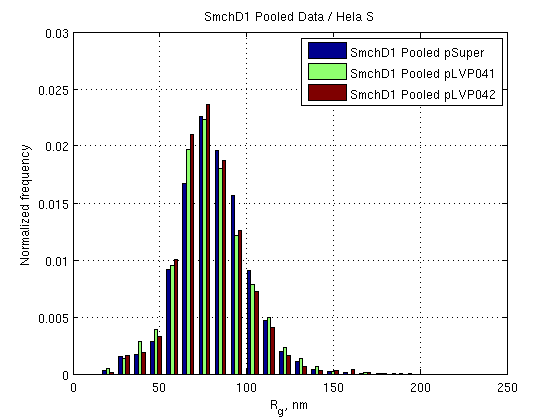 SmchD1 Pooled Data / Hela S
0.03
0.025
0.02
0.015
0.01
0.005
0
Normalized frequency
SmchD1 Pooled pSuper
SmchD1 Pooled pLVP041
SmchD1 Pooled pLVP042
0 50 100 150 200 250
Rg, nm